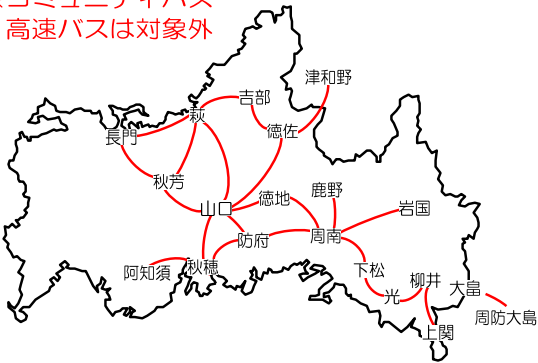 コミュニティバス
高速バスは対象外
津和野
吉部
萩
徳佐
長門
秋芳
鹿野
徳地
山口
岩国
防府
周南
阿知須
秋穂
下松
柳井
大畠
光
周防大島
上関